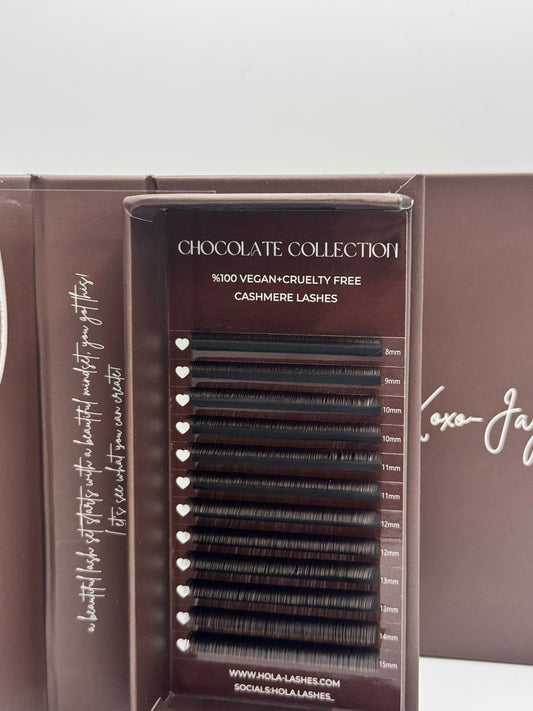 a beautiful lash set starts with a beautiful mindset, you got this!
Let's see what you can create!
CHOCOLATE COLLECTION
%100 VEGAN+CRUELTY FREE
CASHMERE LASHES
8mm
9mm
10mm
10mm
11mm
11mm
12mm
12mm
13mm
13mm
14mm
15mm
WWW.HOLA-LASHES.COM
SOCIALS:HOLA.LASHES_
Xoxo